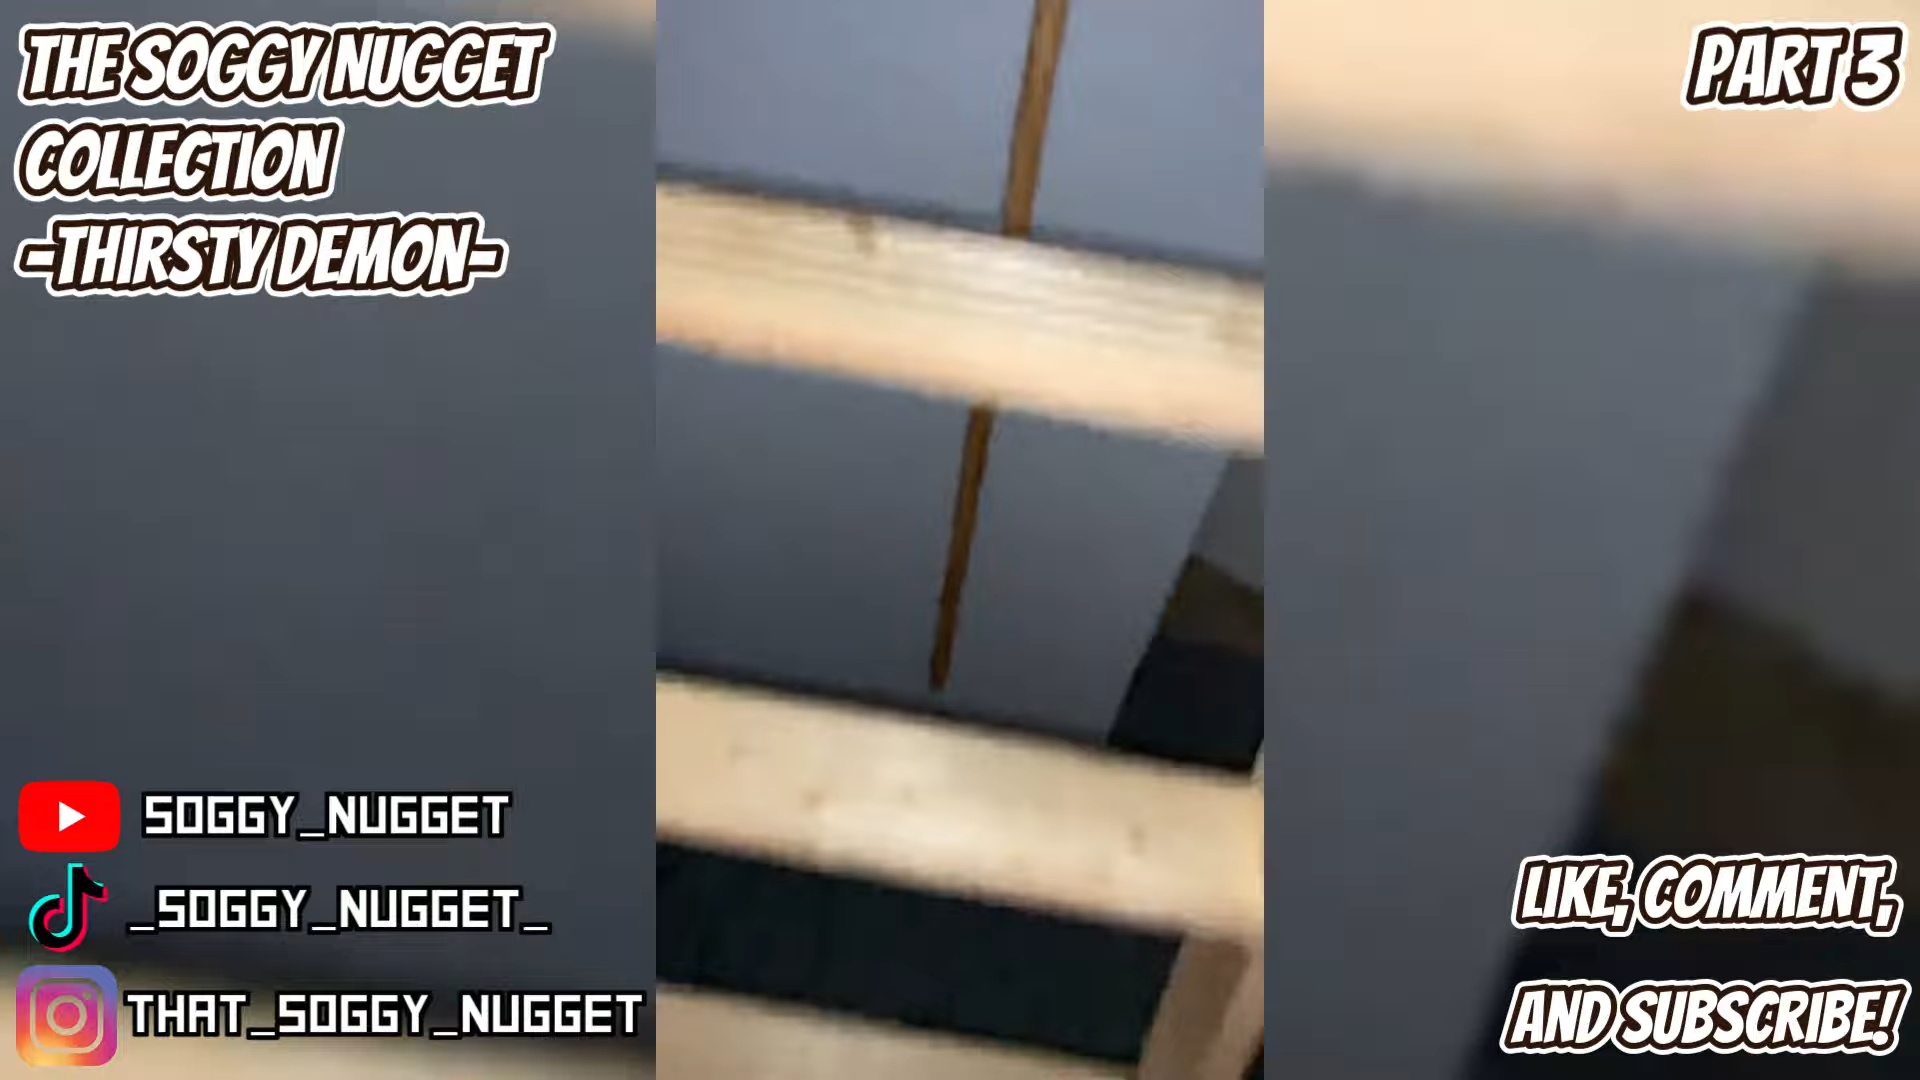 THE SOGGY NUGGET
COLLECTION
-THIRSTY DEMON-
PART 3
SOGGY_NUGGET
_SOGGY_NUGGET_
THAT_SOGGY_NUGGET
LIKE, COMMENT,
AND SUBSCRIBE!